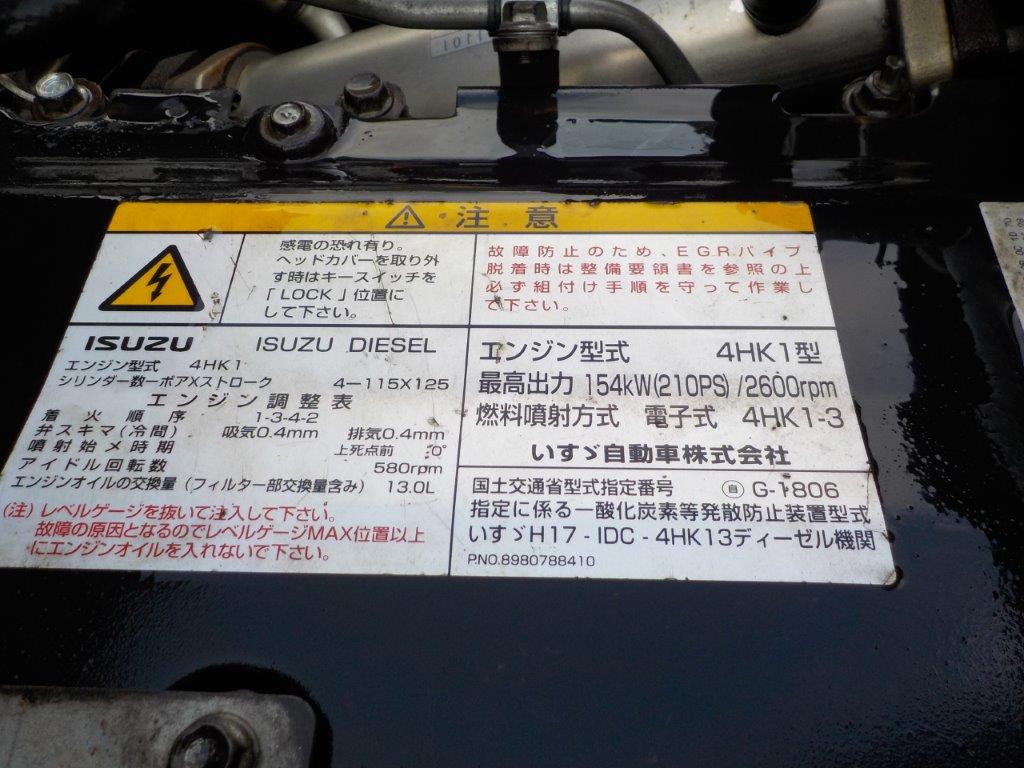 1101
注 意
感電の恐れ有り。
ヘッドカバーを取り外
す時はキースイッチを
「LOCK」位置に
して下さい。
故障防止のため、E.G.R.パイプ
脱着時は整備要領書を参照の上
必ず組付け手順を守って作業し
て下さい。
ISUZU ISUZU DIESEL
エンジン型式 4HK1
シリンダー数ーボアXストローク 4-115X125
エンジン調整表
着火順序 1-3-4-2
弁スキマ(冷間) 吸気0.4mm 排気0.4mm
噴射始メ時期 上死点前 0°
アイドル回転数 580rpm
エンジンオイルの交換量(フィルター部交換量含み) 13.0L
(注)レベルゲージを抜いて注入して下さい。
故障の原因となるのでレベルゲージMAX位置以上
にエンジンオイルを入れないで下さい。
エンジン型式 4HK1型
最高出力 154kW(210PS)/2600rpm
燃料噴射方式 電子式 4HK1-3
いすゞ自動車株式会社
国土交通省型式指定番号 自 G-1806
指定に係る一酸化炭素等発散防止装置型式
いすゞH17-IDC-4HK13ディーゼル機関
P.NO.8980788410